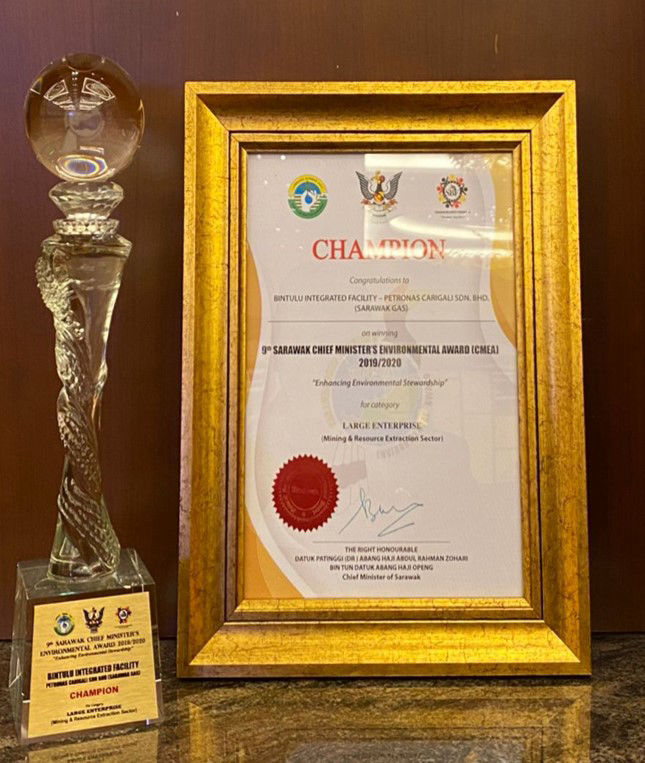 CHAMPION
Congratulations to
BINTULU INTEGRATED FACILITY – PETRONAS CARIGALI SDN. BHD.
(SARAWAK GAS)
on winning
9th SARAWAK CHIEF MINISTER'S ENVIRONMENTAL AWARD (CMEA)
2019/2020
"Enhancing Environmental Stewardship"
for category
LARGE ENTERPRISE
(Mining & Resource Extraction Sector)
THE RIGHT HONOURABLE
DATUK PATINGGI (DR) ABANG HAJI ABDUL RAHMAN ZOHARI
BIN TUN DATUK ABANG HAJI OPENG
Chief Minister of Sarawak
9th SARAWAK CHIEF MINISTER'S
ENVIRONMENTAL AWARD 2019/2020
"Enhancing Environmental Stewardship"
BINTULU INTEGRATED FACILITY
PETRONAS CARIGALI SDN BHD (SARAWAK GAS)
CHAMPION
For Category
LARGE ENTERPRISE
(Mining & Resource Extraction Sector)